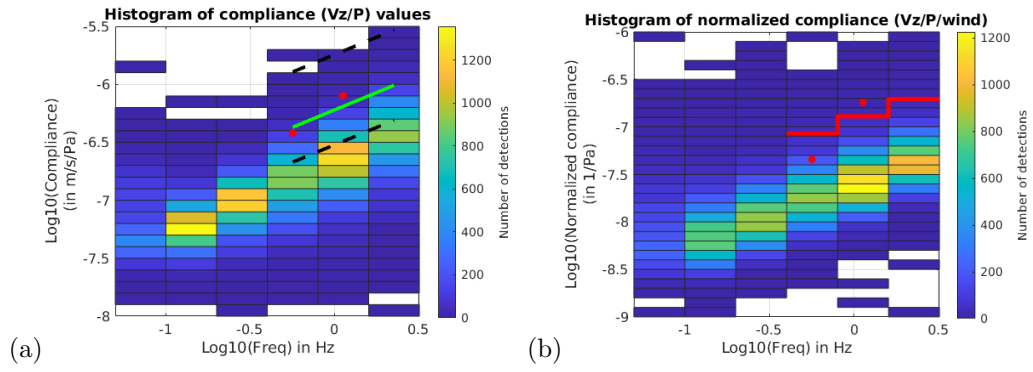 Histogram of compliance (Vz/P) values
-5.5
-6
-6.5
-7
-7.5
-8
Log10(Compliance)
(in m/s/Pa)
-1
-0.5
0
0.5
Log10(Freq) in Hz
1200
1000
800
600
400
200
0
Number of detections
(a)
Histogram of normalized compliance (Vz/P/wind)
-6
-6.5
-7
-7.5
-8
-8.5
-9
Log10(Normalized compliance)
(in 1/Pa)
-1
-0.5
0
0.5
Log10(Freq) in Hz
1200
1000
800
600
400
200
0
Number of detections
(b)